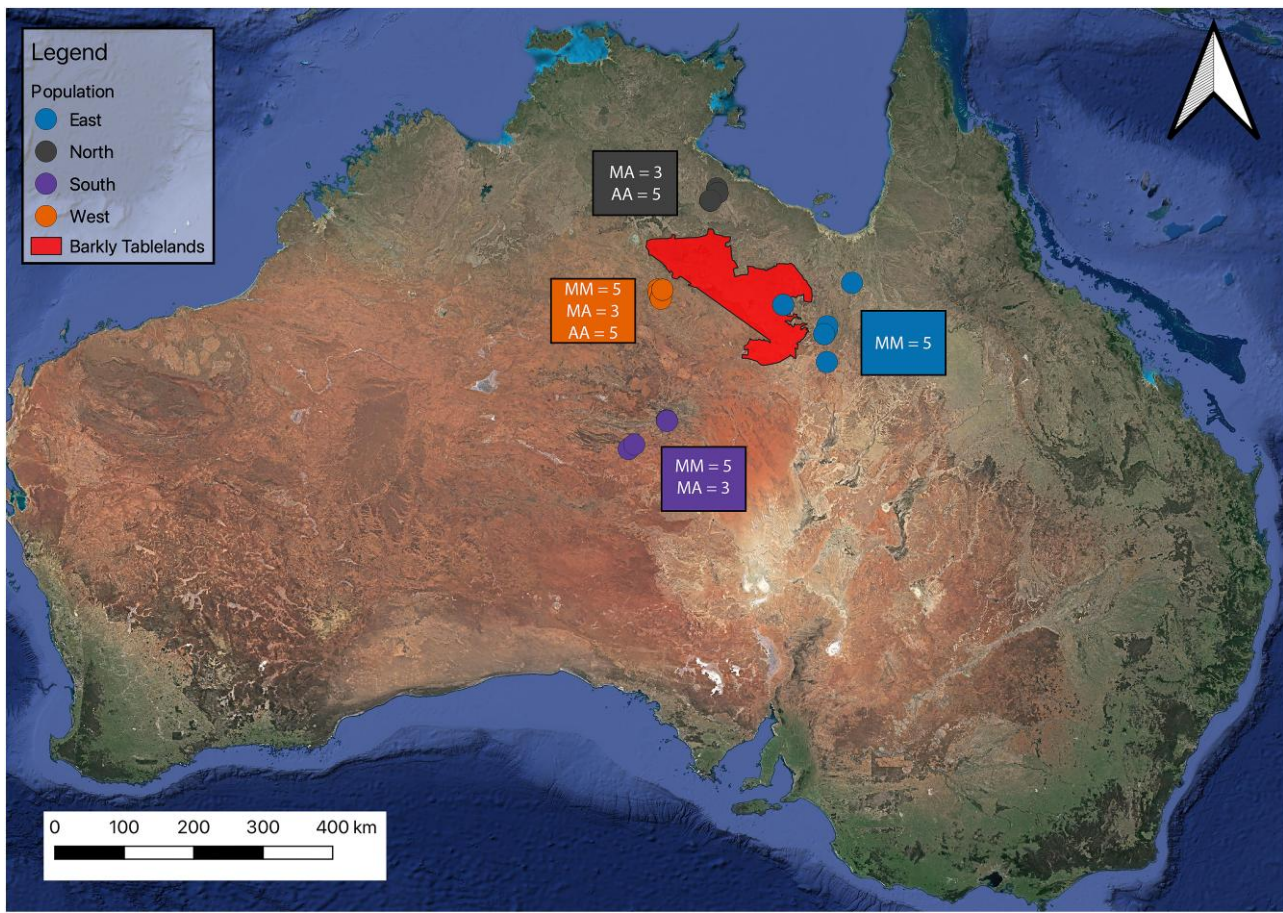 Legend
Population
East
North
South
West
Barkly Tablelands
MA = 3
AA = 5
MM = 5
MA = 3
AA = 5
MM = 5
MM = 5
MA = 3
0 100 200 300 400 km